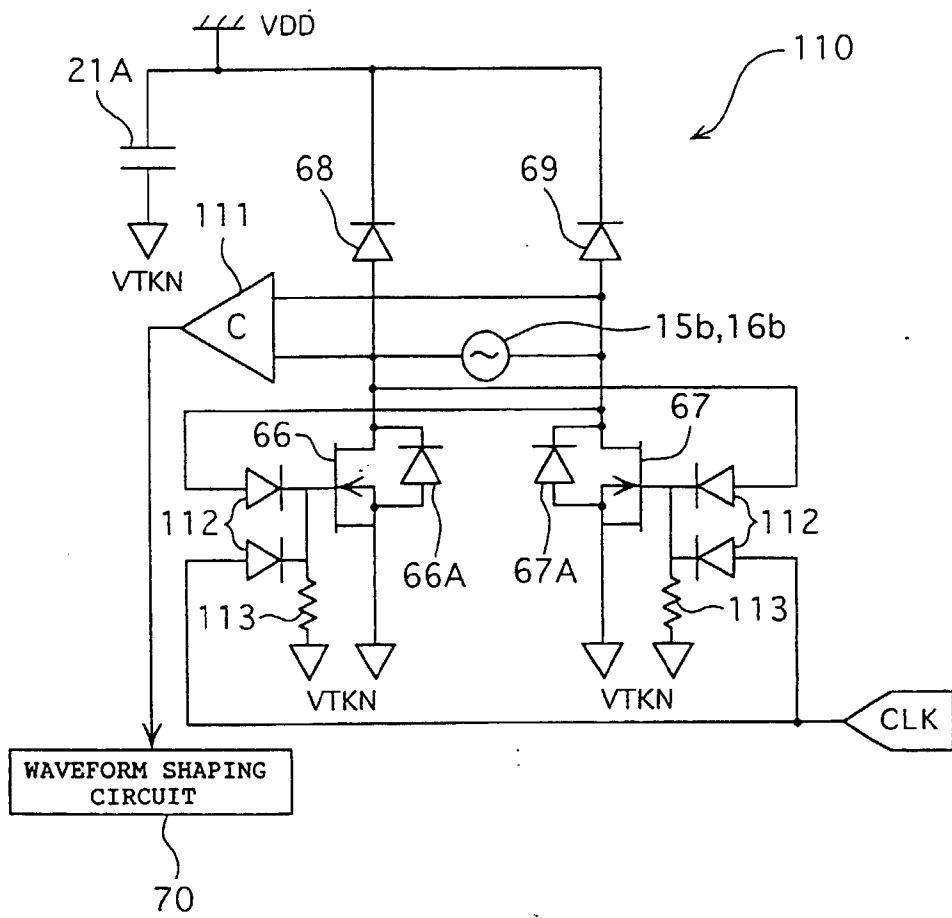 VDD
110
21A
68
69
111
VTKN
C
15b,16b
66
67
112
112
66A
67A
113
113
VTKN
VTKN
CLK
WAVEFORM SHAPING
CIRCUIT
70